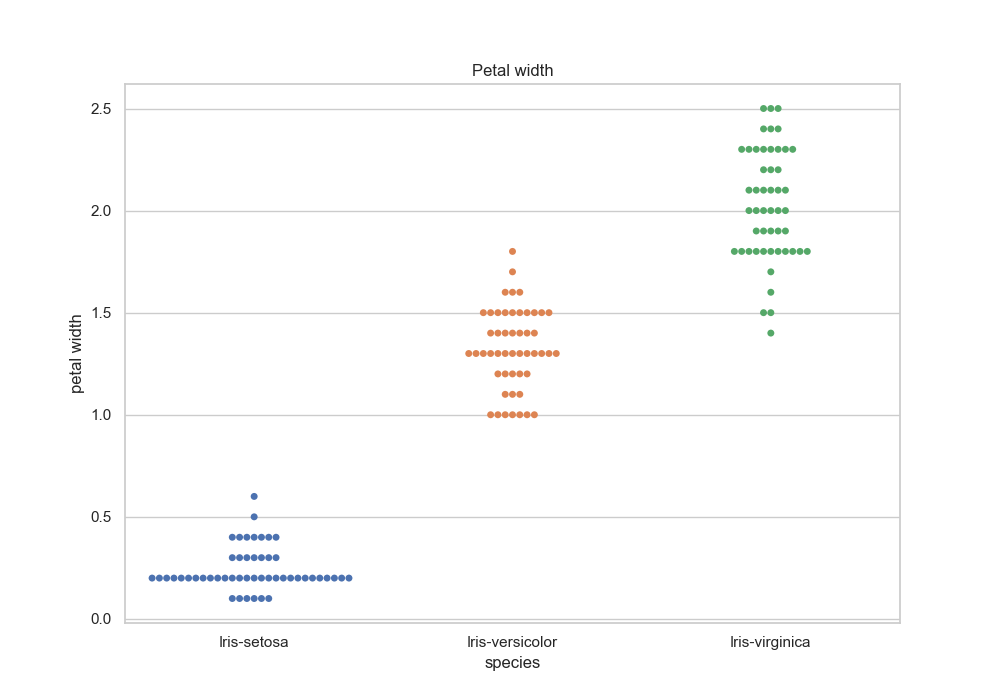 Petal width
2.5
2.0
1.5
1.0
0.5
0.0
petal width
Iris-setosa
Iris-versicolor
Iris-virginica
species